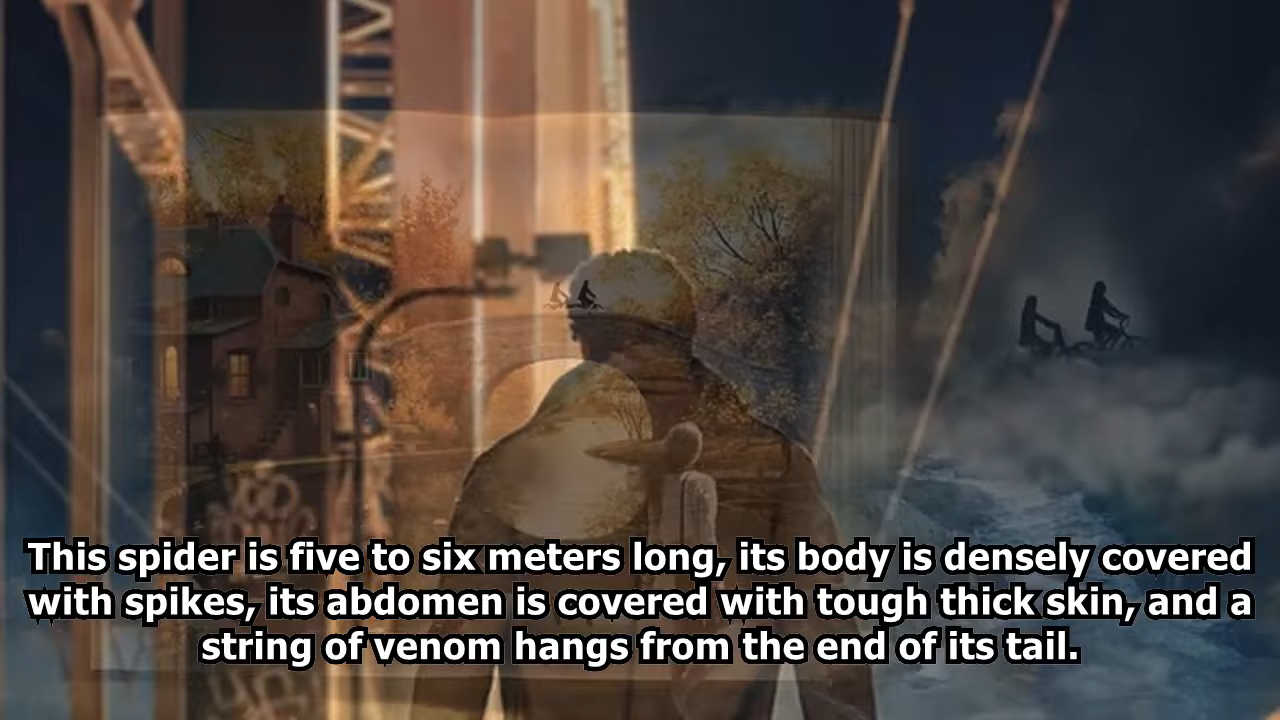 This spider is five to six meters long, its body is densely covered
with spikes, its abdomen is covered with tough thick skin, and a
string of venom hangs from the end of its tail.